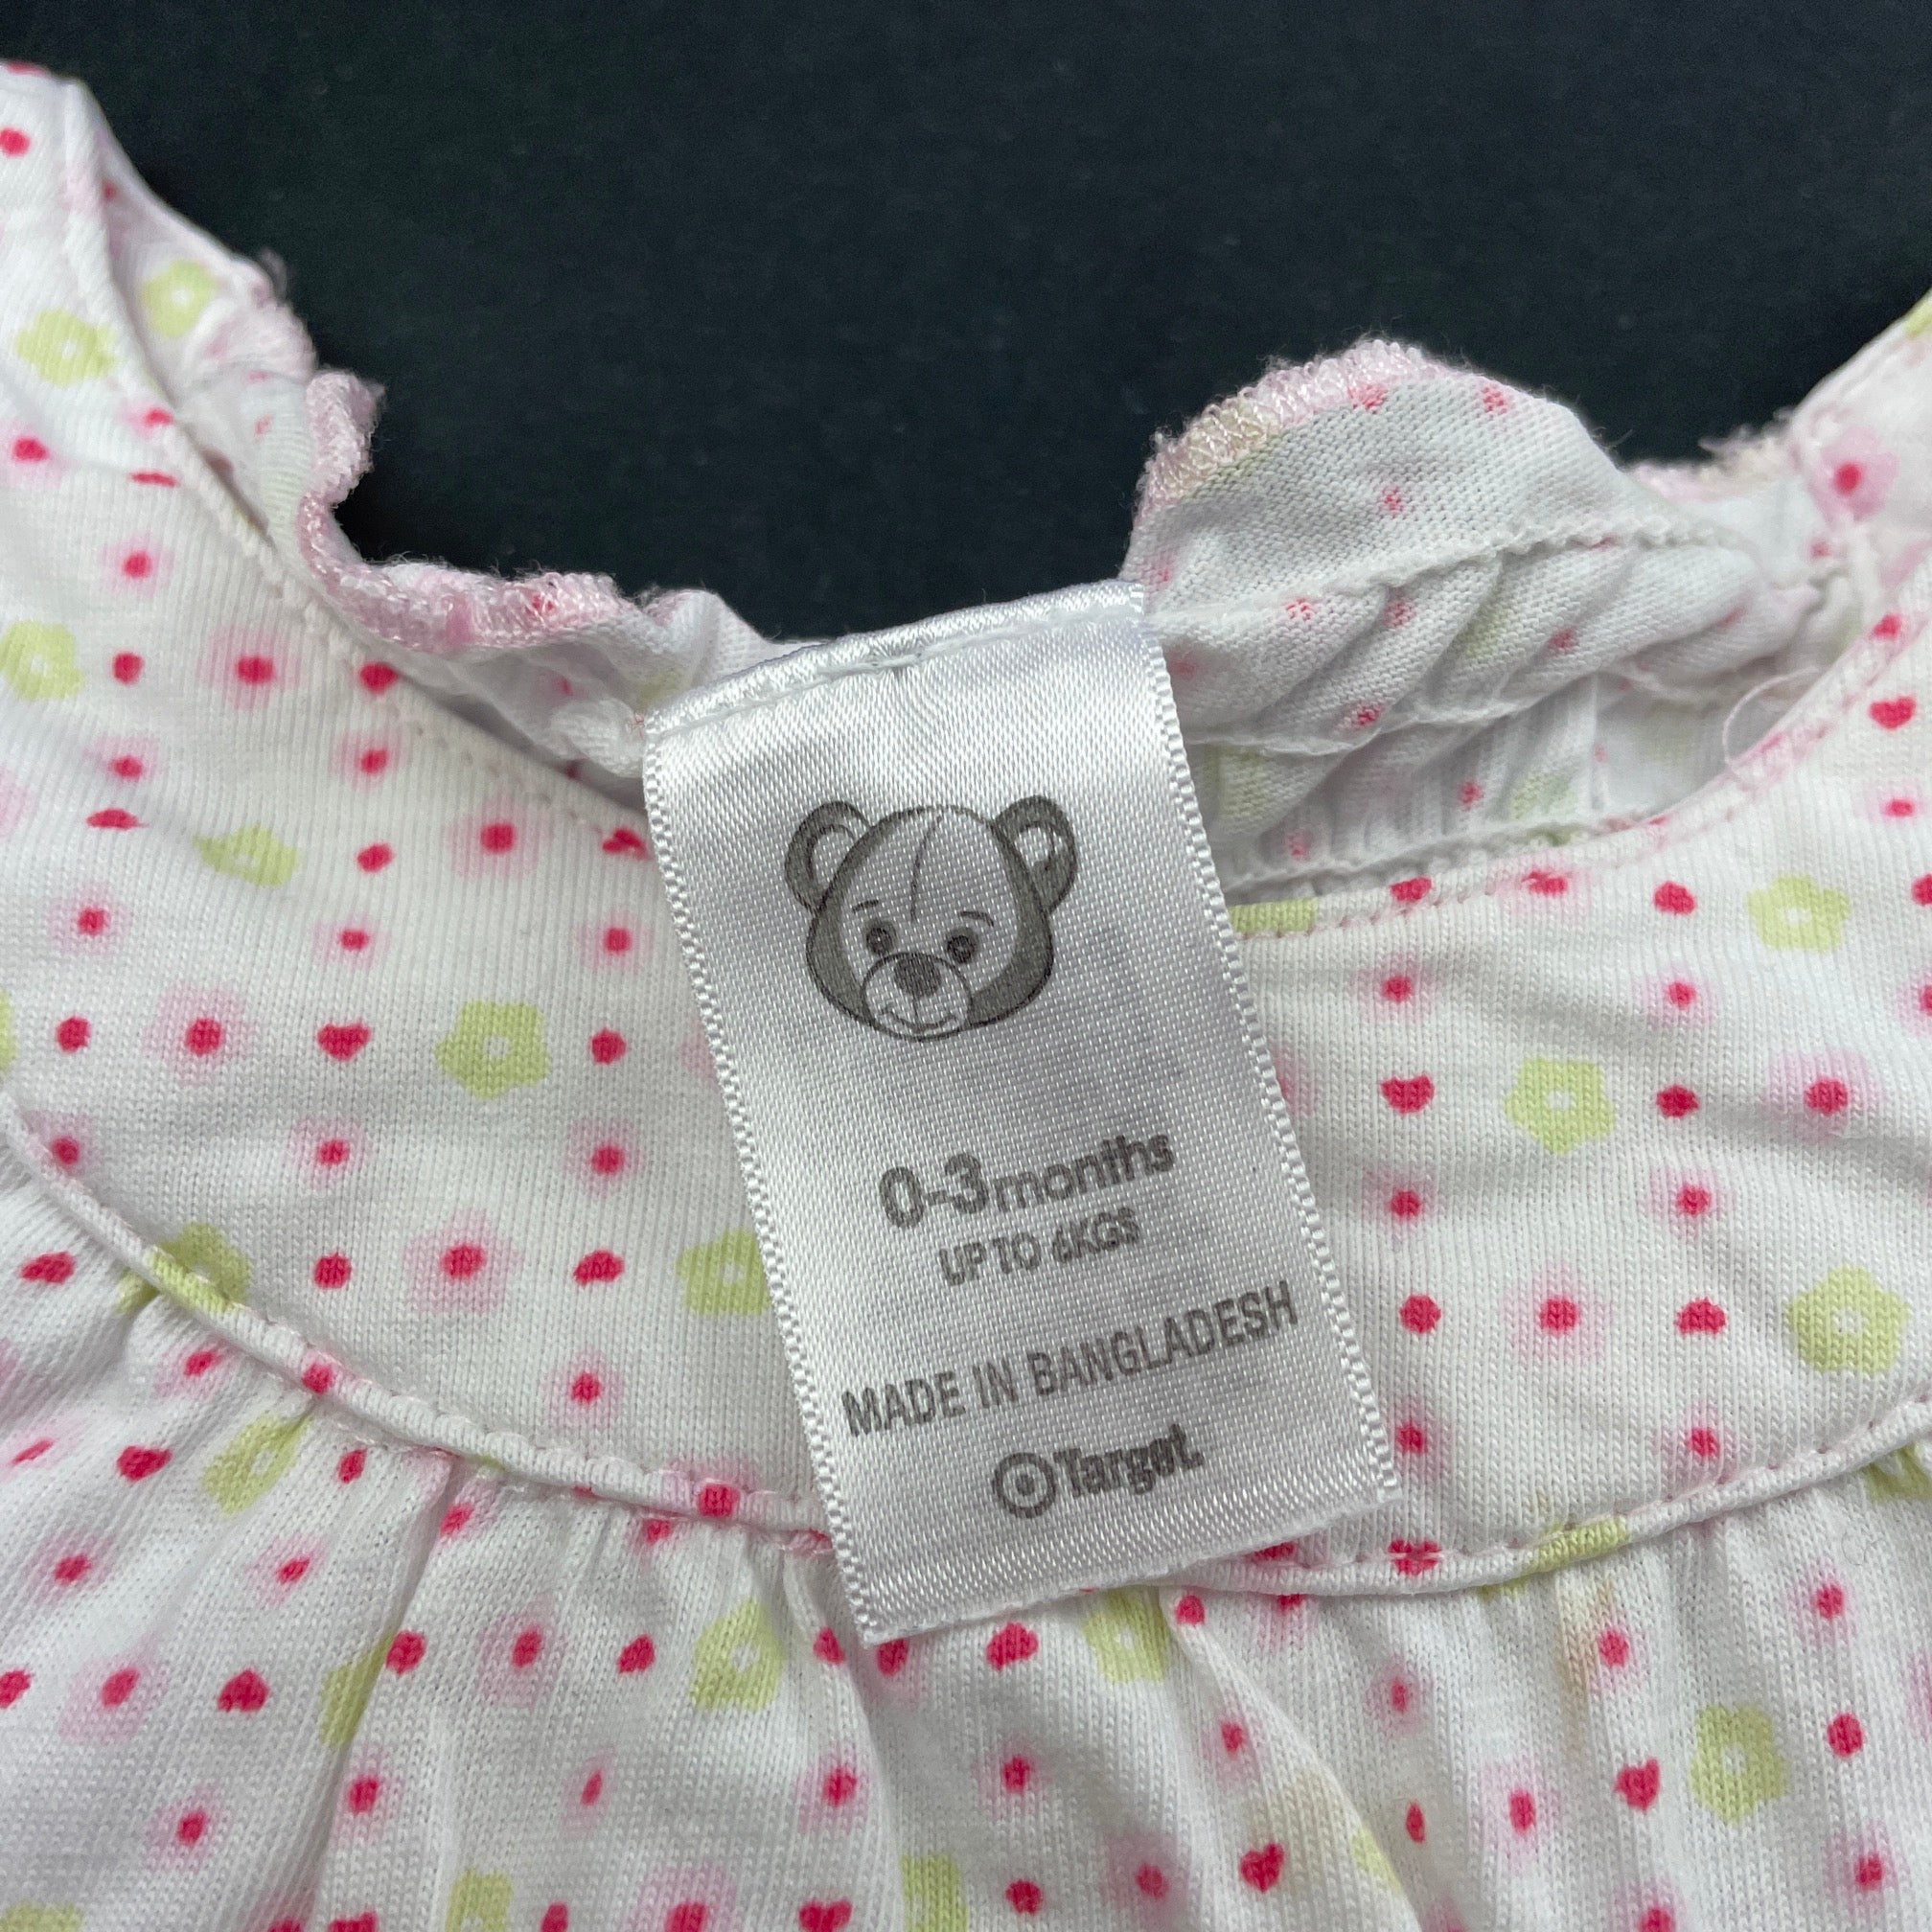 0-3months
UP TO 6KGS
MADE IN BANGLADESH
Target.